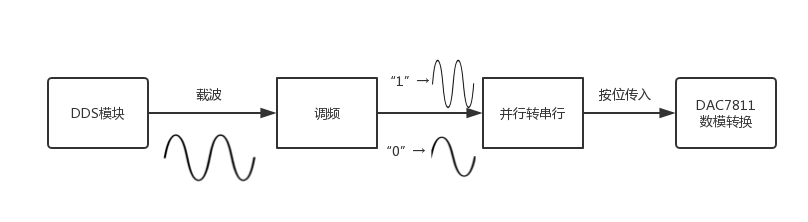 DDS模块
载波
调频
“1” →
“0” →
并行转串行
按位传入
DAC7811
数模转换